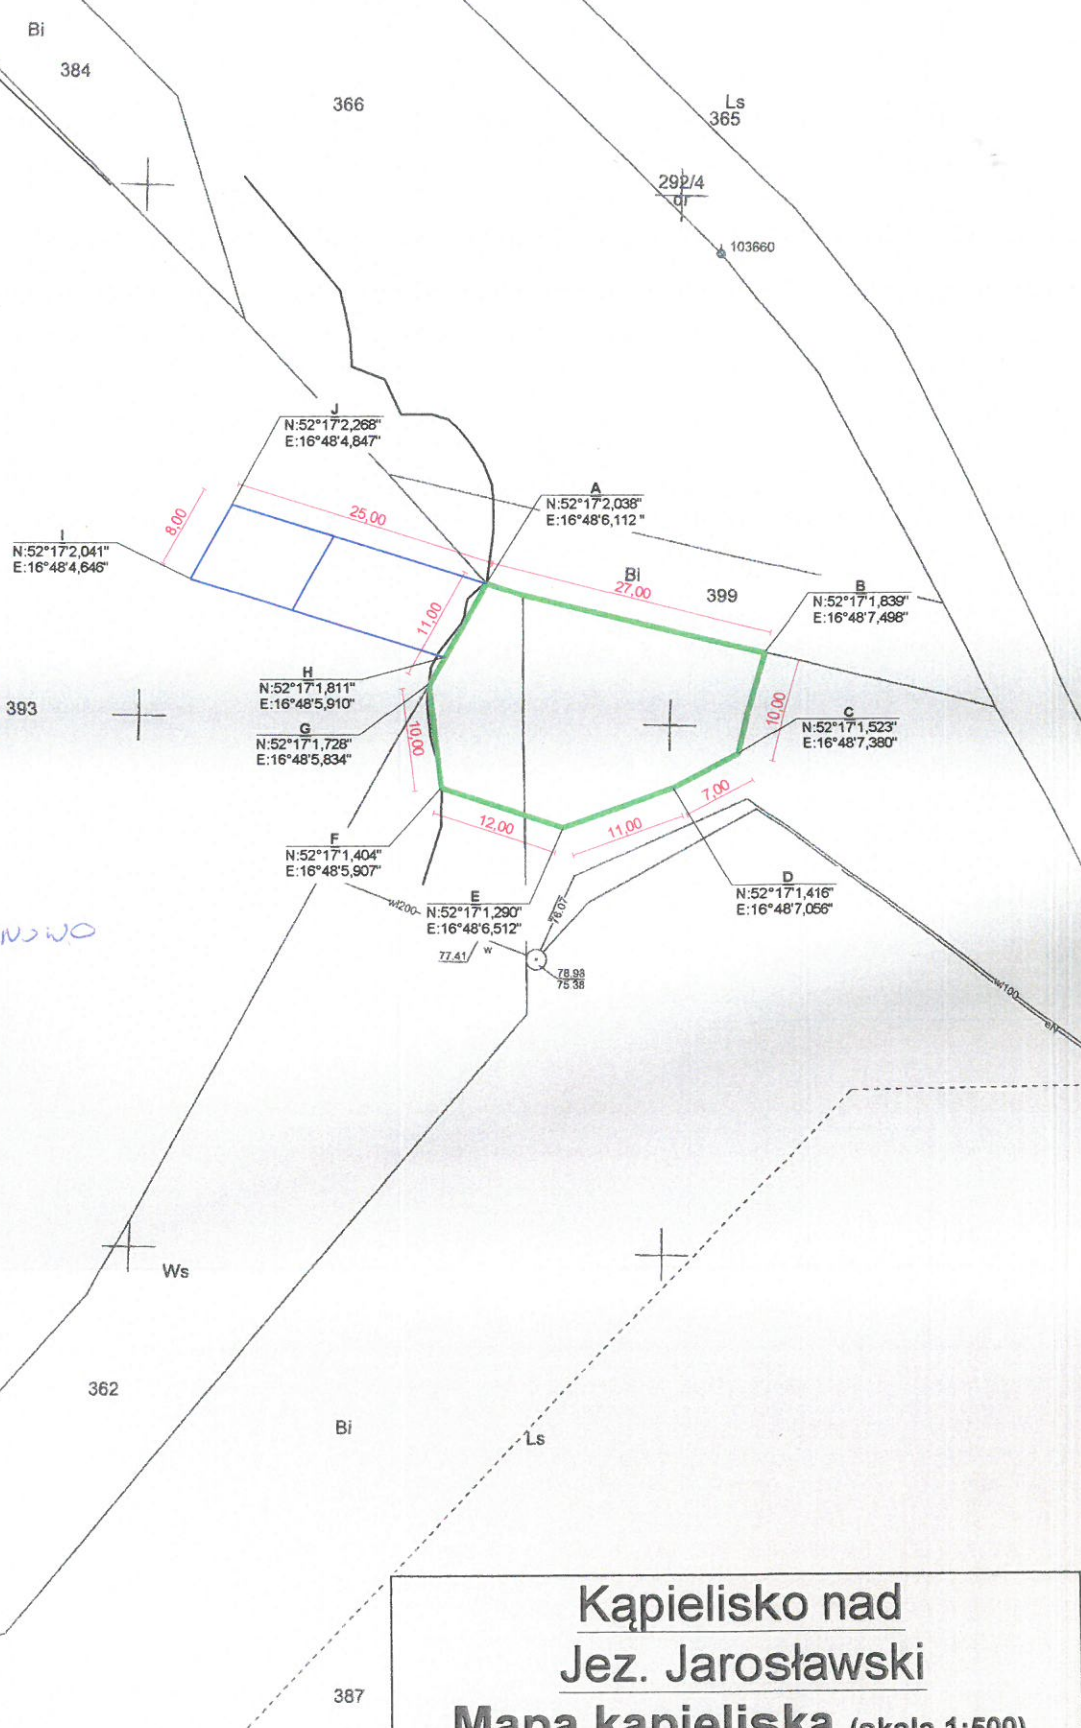 Bi
384
366
Ls
365
292/4
dr
103660
J
N:52°17'2,268"
E:16°48'4,847"
A
N:52°17'2,038"
E:16°48'6,112"
8,00
25,00
I
N:52°17'2,041"
E:16°48'4,646"
Bi
27,00
399
B
N:52°17'1,839"
E:16°48'7,498"
11,00
H
N:52°17'1,811"
E:16°48'5,910"
393
G
N:52°17'1,728"
E:16°48'5,834"
10,00
10,00
C
N:52°17'1,523"
E:16°48'7,380"
7,00
12,00
11,00
F
N:52°17'1,404"
E:16°48'5,907"
D
N:52°17'1,416"
E:16°48'7,056"
E
N:52°17'1,290"
E:16°48'6,512"
w200
76.07
77.41
w
78.98
75.38
w100
eN
Ws
362
Bi
Ls
387
Kąpielisko nad
Jez. Jarosławski
Mapa kąpieliska (skala 1:500)